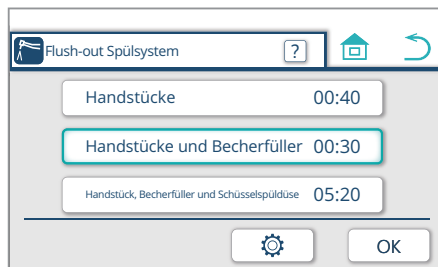 Flush-out Spülsystem ?
Handstücke 00:40
Handstücke und Becherfüller 00:30
Handstück, Becherfüller und Schüsselspüldüse 05:20
OK